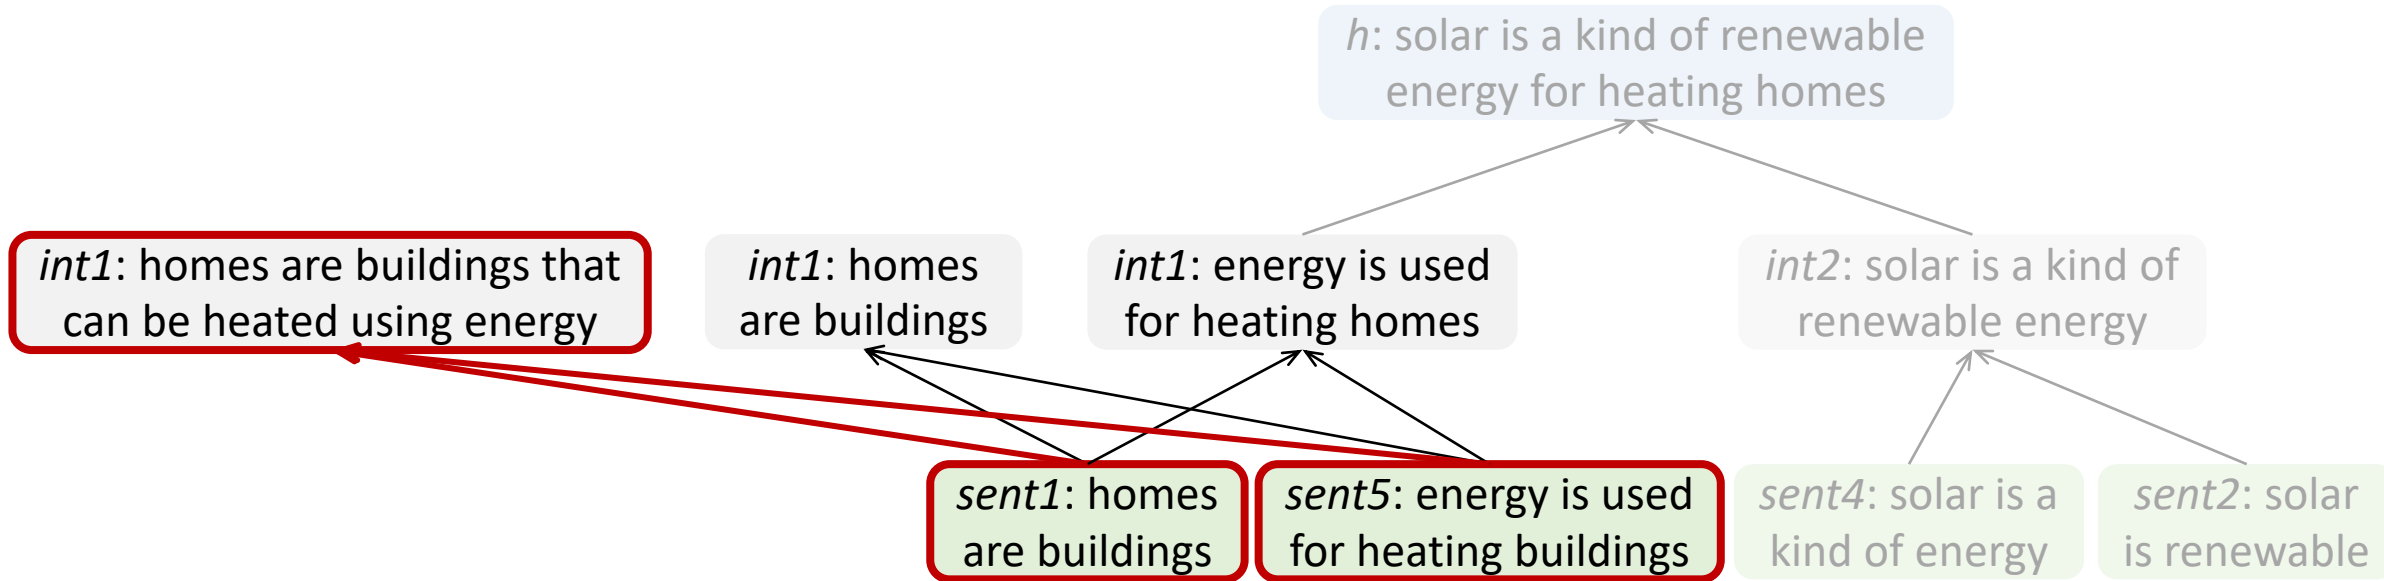 h: solar is a kind of renewable
energy for heating homes
int1: homes are buildings that
can be heated using energy
int1: homes
are buildings
int1: energy is used
for heating homes
int2: solar is a kind of
renewable energy
sent1: homes
are buildings
sent5: energy is used
for heating buildings
sent4: solar is a
kind of energy
sent2: solar
is renewable